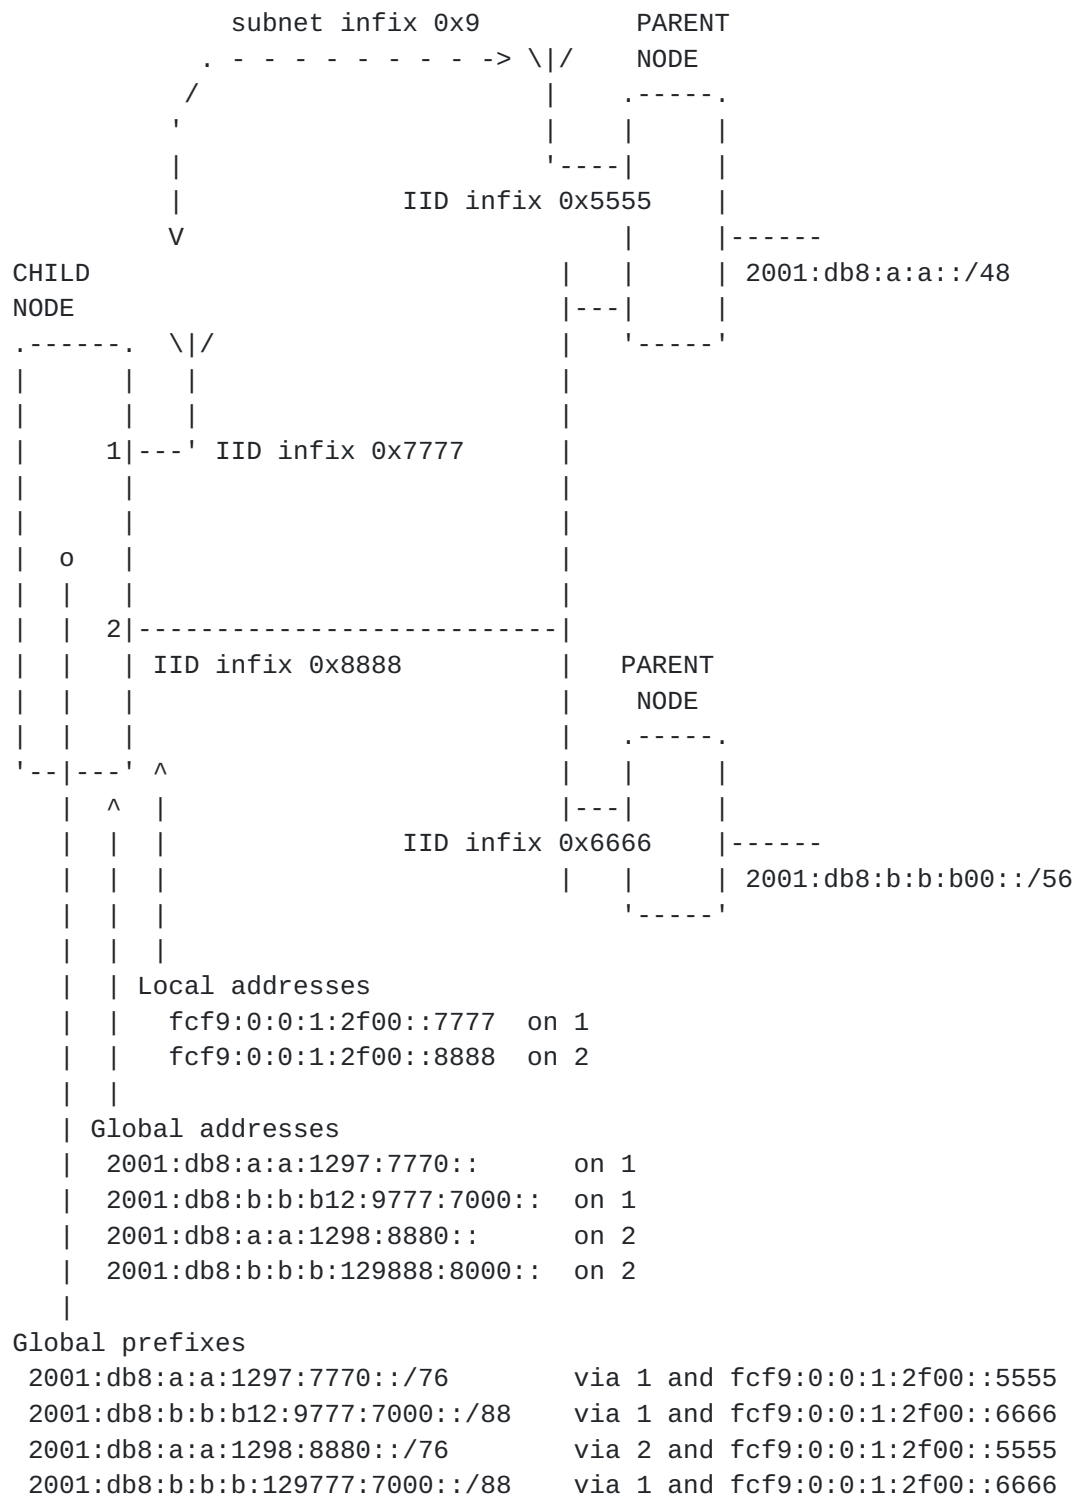 subnet infix 0x9 PARENT
NODE
IID infix 0x5555
CHILD 2001:db8:a:a::/48
NODE
1 IID infix 0x7777
o
2
IID infix 0x8888 PARENT
NODE
IID infix 0x6666
2001:db8:b:b:b00::/56
Local addresses
fcf9:0:0:1:2f00::7777 on 1
fcf9:0:0:1:2f00::8888 on 2
Global addresses
2001:db8:a:a:1297:7770:: on 1
2001:db8:b:b:b12:9777:7000:: on 1
2001:db8:a:a:1298:8880:: on 2
2001:db8:b:b:b:129888:8000:: on 2
Global prefixes
2001:db8:a:a:1297:7770::/76 via 1 and fcf9:0:0:1:2f00::5555
2001:db8:b:b:b12:9777:7000::/88 via 1 and fcf9:0:0:1:2f00::6666
2001:db8:a:a:1298:8880::/76 via 2 and fcf9:0:0:1:2f00::5555
2001:db8:b:b:b:129777:7000::/88 via 1 and fcf9:0:0:1:2f00::6666